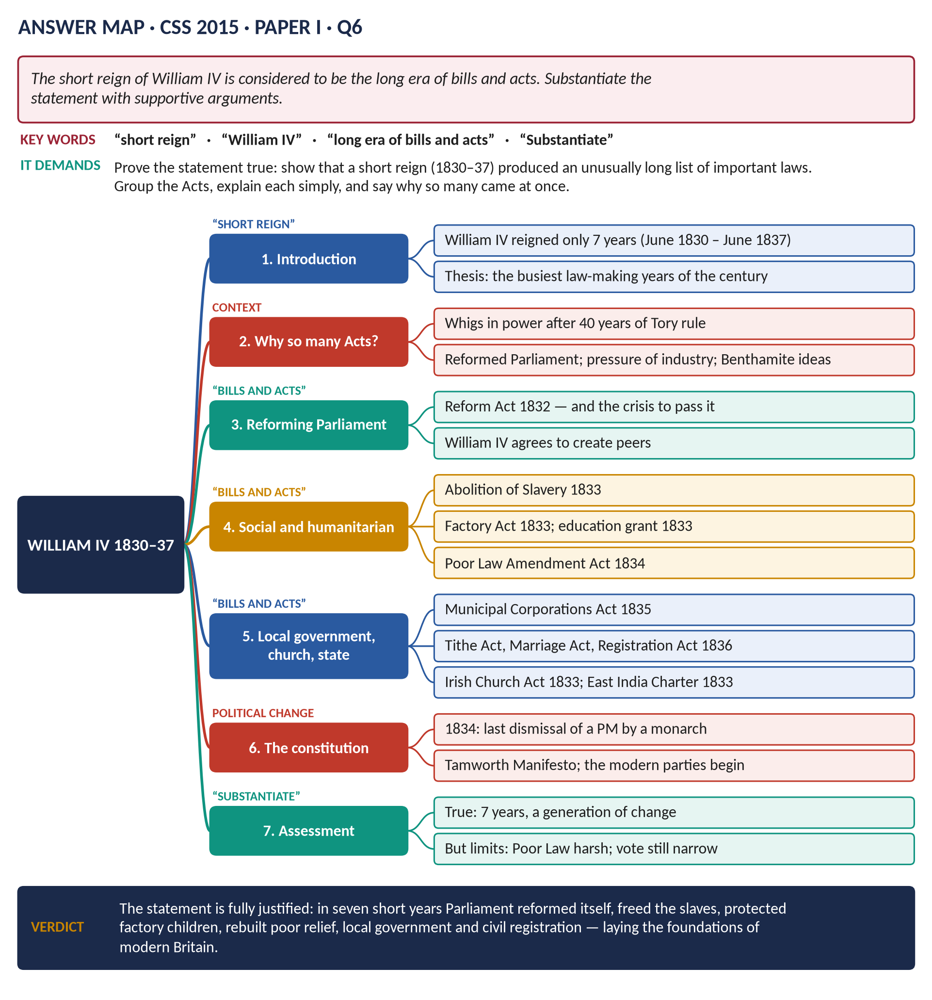 ANSWER MAP · CSS 2015 · PAPER I · Q6
The short reign of William IV is considered to be the long era of bills and acts. Substantiate the
statement with supportive arguments.
KEY WORDS “short reign” · “William IV” · “long era of bills and acts” · “Substantiate”
IT DEMANDS Prove the statement true: show that a short reign (1830–37) produced an unusually long list of important laws.
Group the Acts, explain each simply, and say why so many came at once.
WILLIAM IV 1830–37
“SHORT REIGN”
1. Introduction
William IV reigned only 7 years (June 1830 – June 1837)
Thesis: the busiest law-making years of the century
CONTEXT
2. Why so many Acts?
Whigs in power after 40 years of Tory rule
Reformed Parliament; pressure of industry; Benthamite ideas
“BILLS AND ACTS”
3. Reforming Parliament
Reform Act 1832 — and the crisis to pass it
William IV agrees to create peers
“BILLS AND ACTS”
4. Social and humanitarian
Abolition of Slavery 1833
Factory Act 1833; education grant 1833
Poor Law Amendment Act 1834
“BILLS AND ACTS”
5. Local government,
church, state
Municipal Corporations Act 1835
Tithe Act, Marriage Act, Registration Act 1836
Irish Church Act 1833; East India Charter 1833
POLITICAL CHANGE
6. The constitution
1834: last dismissal of a PM by a monarch
Tamworth Manifesto; the modern parties begin
“SUBSTANTIATE”
7. Assessment
True: 7 years, a generation of change
But limits: Poor Law harsh; vote still narrow
VERDICT
The statement is fully justified: in seven short years Parliament reformed itself, freed the slaves, protected
factory children, rebuilt poor relief, local government and civil registration — laying the foundations of
modern Britain.